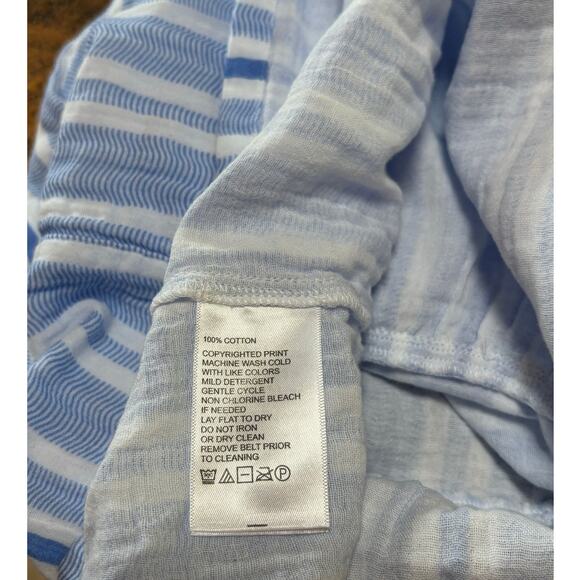 100% COTTON
COPYRIGHTED PRINT
MACHINE WASH COLD
WITH LIKE COLORS
MILD DETERGENT
GENTLE CYCLE
NON CHLORINE BLEACH
IF NEEDED
LAY FLAT TO DRY
DO NOT IRON
OR DRY CLEAN
REMOVE BELT PRIOR
TO CLEANING